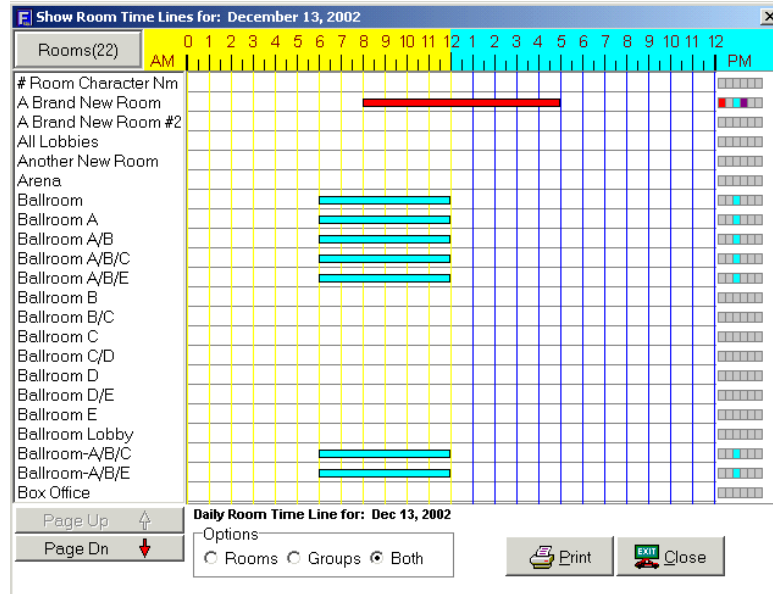 Show Room Time Lines for: December 13, 2002
Rooms(22)
0 1 2 3 4 5 6 7 8 9 10 11 12 1 2 3 4 5 6 7 8 9 10 11 12
AM PM
# Room Character Nm
A Brand New Room
A Brand New Room #2
All Lobbies
Another New Room
Arena
Ballroom
Ballroom A
Ballroom A/B
Ballroom A/B/C
Ballroom A/B/E
Ballroom B
Ballroom B/C
Ballroom C
Ballroom C/D
Ballroom D
Ballroom D/E
Ballroom E
Ballroom Lobby
Ballroom-A/B/C
Ballroom-A/B/E
Box Office
Page Up
Page Dn
Daily Room Time Line for: Dec 13, 2002
Options
Rooms Groups Both
Print
EXIT Close